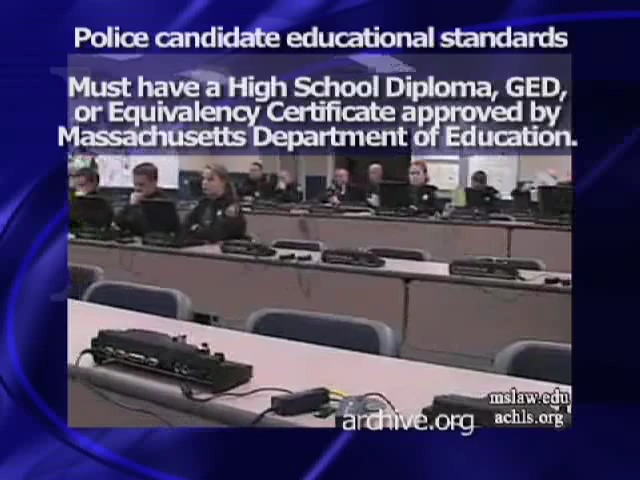 Police candidate educational standards
Must have a High School Diploma, GED,
or Equivalency Certificate approved by
Massachusetts Department of Education.
mslaw.edu
achls.org
archive.org